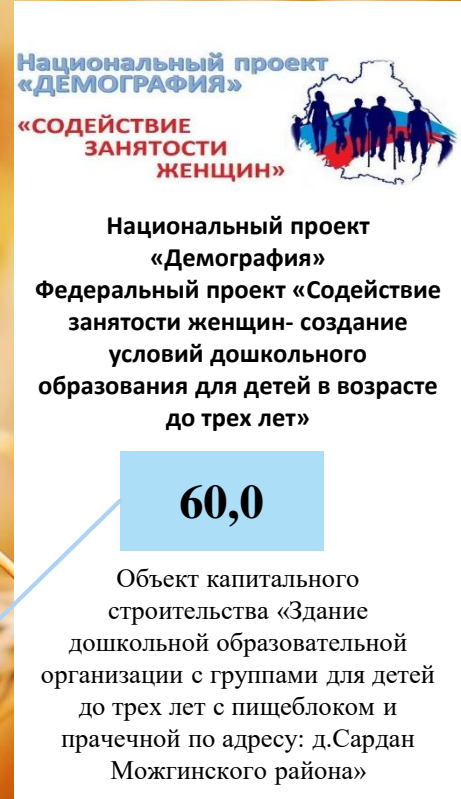 Национальный проект
«ДЕМОГРАФИЯ»
«СОДЕЙСТВИЕ
ЗАНЯТОСТИ
ЖЕНЩИН»
Национальный проект
«Демография»
Федеральный проект «Содействие
занятости женщин- создание
условий дошкольного
образования для детей в возрасте
до трех лет»
60,0
Объект капитального
строительства «Здание
дошкольной образовательной
организации с группами для детей
до трех лет с пищеблоком и
прачечной по адресу: д.Сардан
Можгинского района»